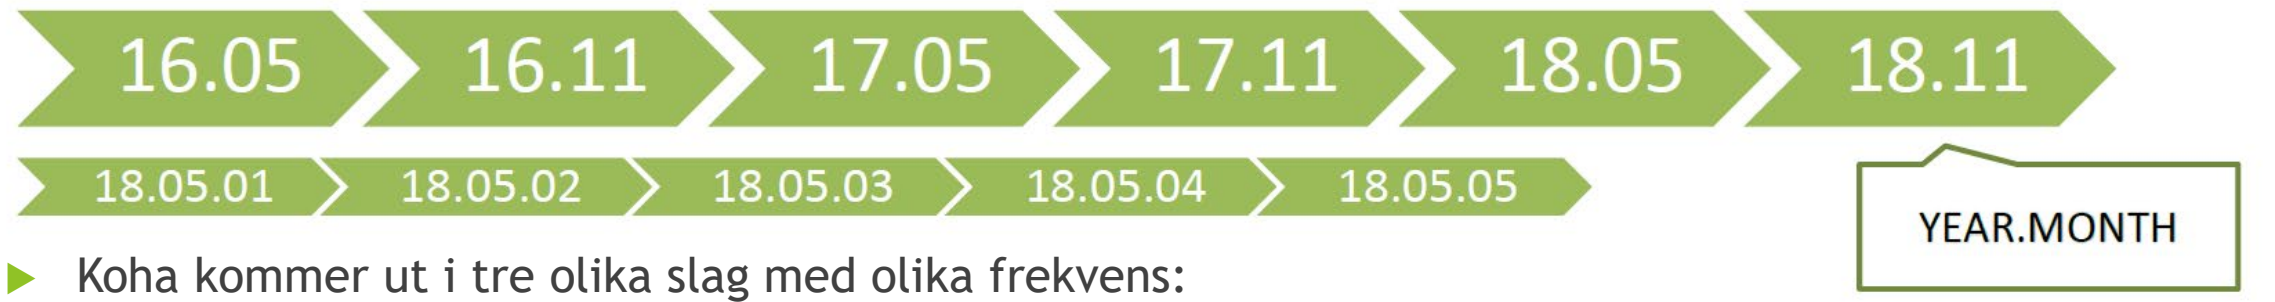 16.05 16.11 17.05 17.11 18.05 18.11
18.05.01 18.05.02 18.05.03 18.05.04 18.05.05
YEAR.MONTH
Koha kommer ut i tre olika slag med olika frekvens: